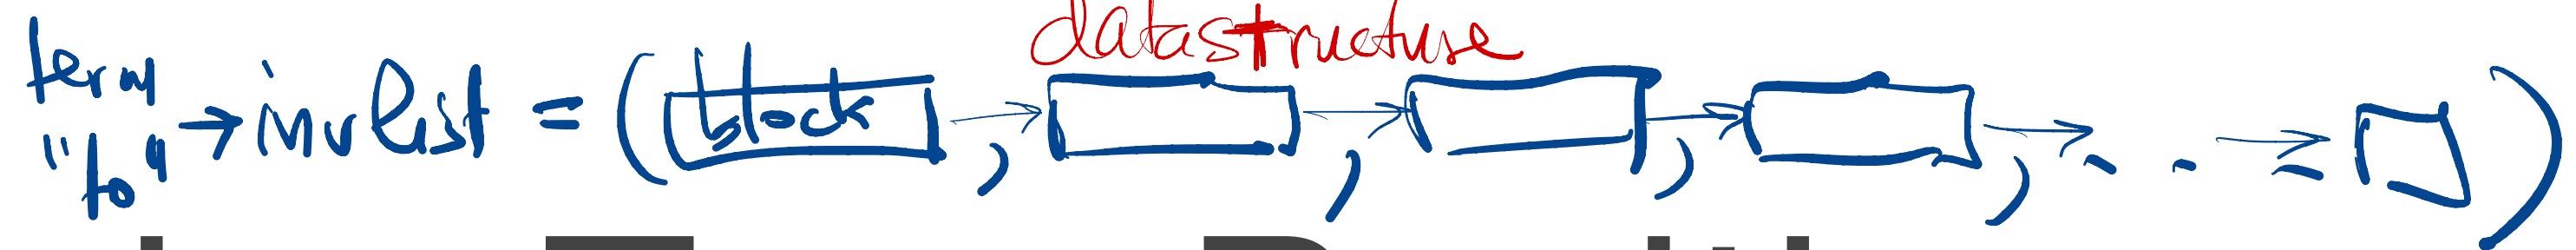 datastructure
term
"to" → invlist = ( block , → , → , → , → . . . → )